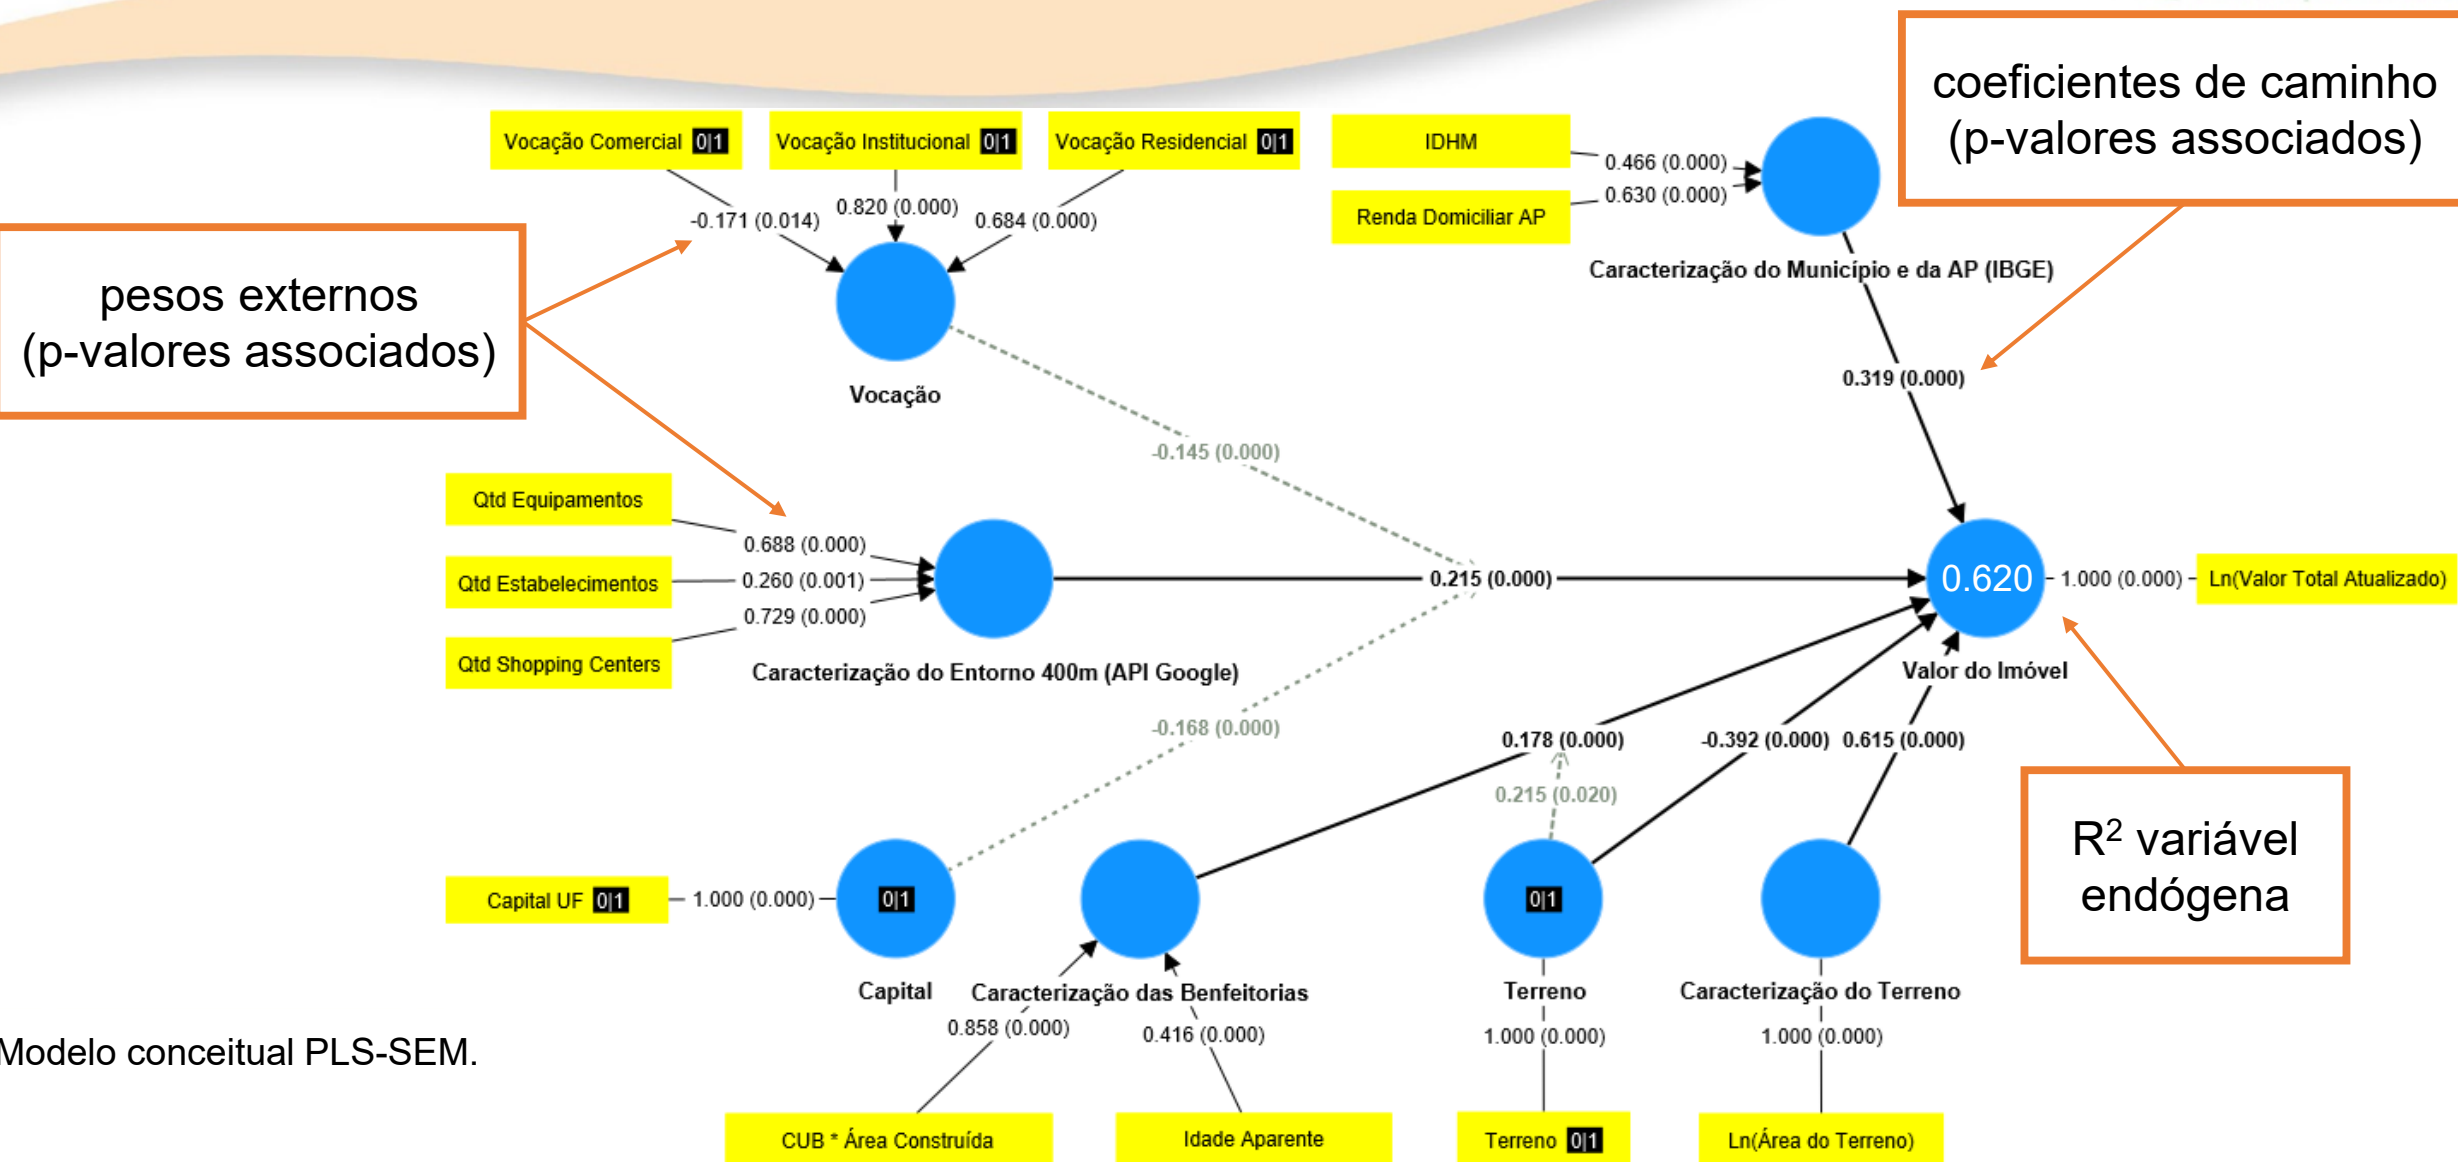 coeficientes de caminho
(p-valores associados)
Vocação Comercial 0|1
Vocação Institucional 0|1
Vocação Residencial 0|1
IDHM
Renda Domiciliar AP
0.466 (0.000)
0.630 (0.000)
-0.171 (0.014)
0.820 (0.000)
0.684 (0.000)
pesos externos
(p-valores associados)
Caracterização do Município e da AP (IBGE)
Vocação
0.319 (0.000)
-0.145 (0.000)
Qtd Equipamentos
Qtd Estabelecimentos
Qtd Shopping Centers
0.688 (0.000)
0.260 (0.001)
0.729 (0.000)
0.215 (0.000)
0.620
1.000 (0.000)
Ln(Valor Total Atualizado)
Caracterização do Entorno 400m (API Google)
Valor do Imóvel
-0.168 (0.000)
0.178 (0.000)
-0.392 (0.000)
0.615 (0.000)
0.215 (0.020)
R² variável
endógena
Capital UF 0|1
1.000 (0.000)
0|1
0|1
Capital
Caracterização das Benfeitorias
Terreno
Caracterização do Terreno
0.858 (0.000)
0.416 (0.000)
1.000 (0.000)
1.000 (0.000)
Modelo conceitual PLS-SEM.
CUB * Área Construída
Idade Aparente
Terreno 0|1
Ln(Área do Terreno)